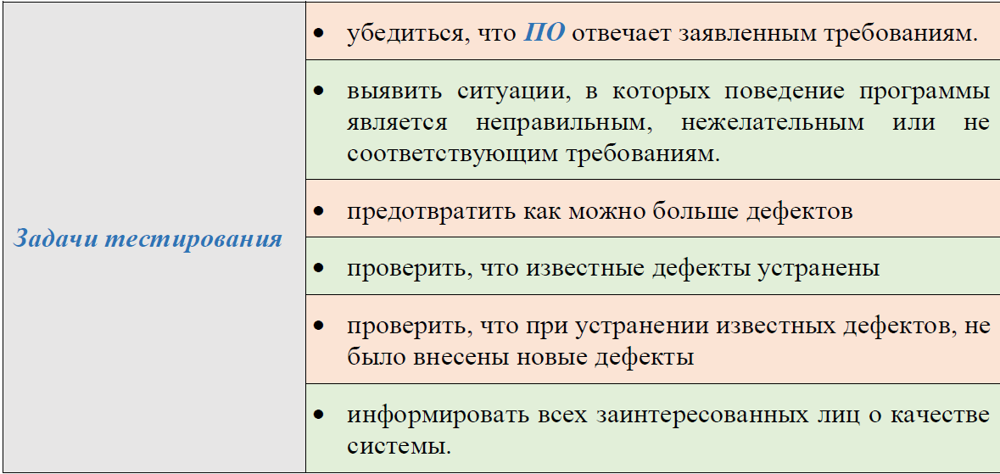 Задачи тестирования
• убедиться, что ПО отвечает заявленным требованиям.
• выявить ситуации, в которых поведение программы
является неправильным, нежелательным или не
соответствующим требованиям.
• предотвратить как можно больше дефектов
• проверить, что известные дефекты устранены
• проверить, что при устранении известных дефектов, не
было внесены новые дефекты
• информировать всех заинтересованных лиц о качестве
системы.